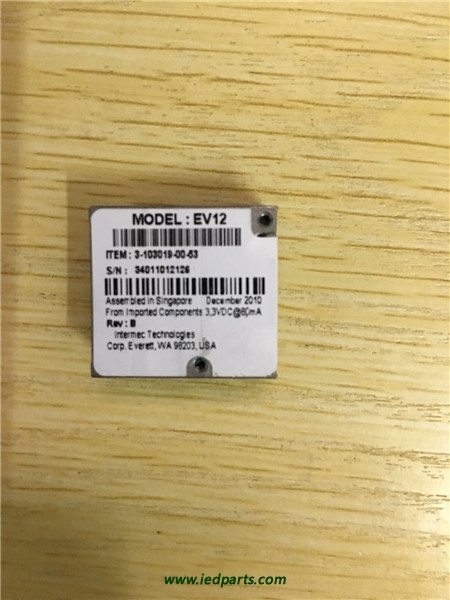 MODEL : EV12
ITEM : 3-103019-00-53
S/N : 34011012126
Assembled in Singapore December 2010
From Imported Components 3,3VDC@80mA
Rev : B
Intermec Technologies
Corp. Everett, WA 98203, USA
www.iedparts.com